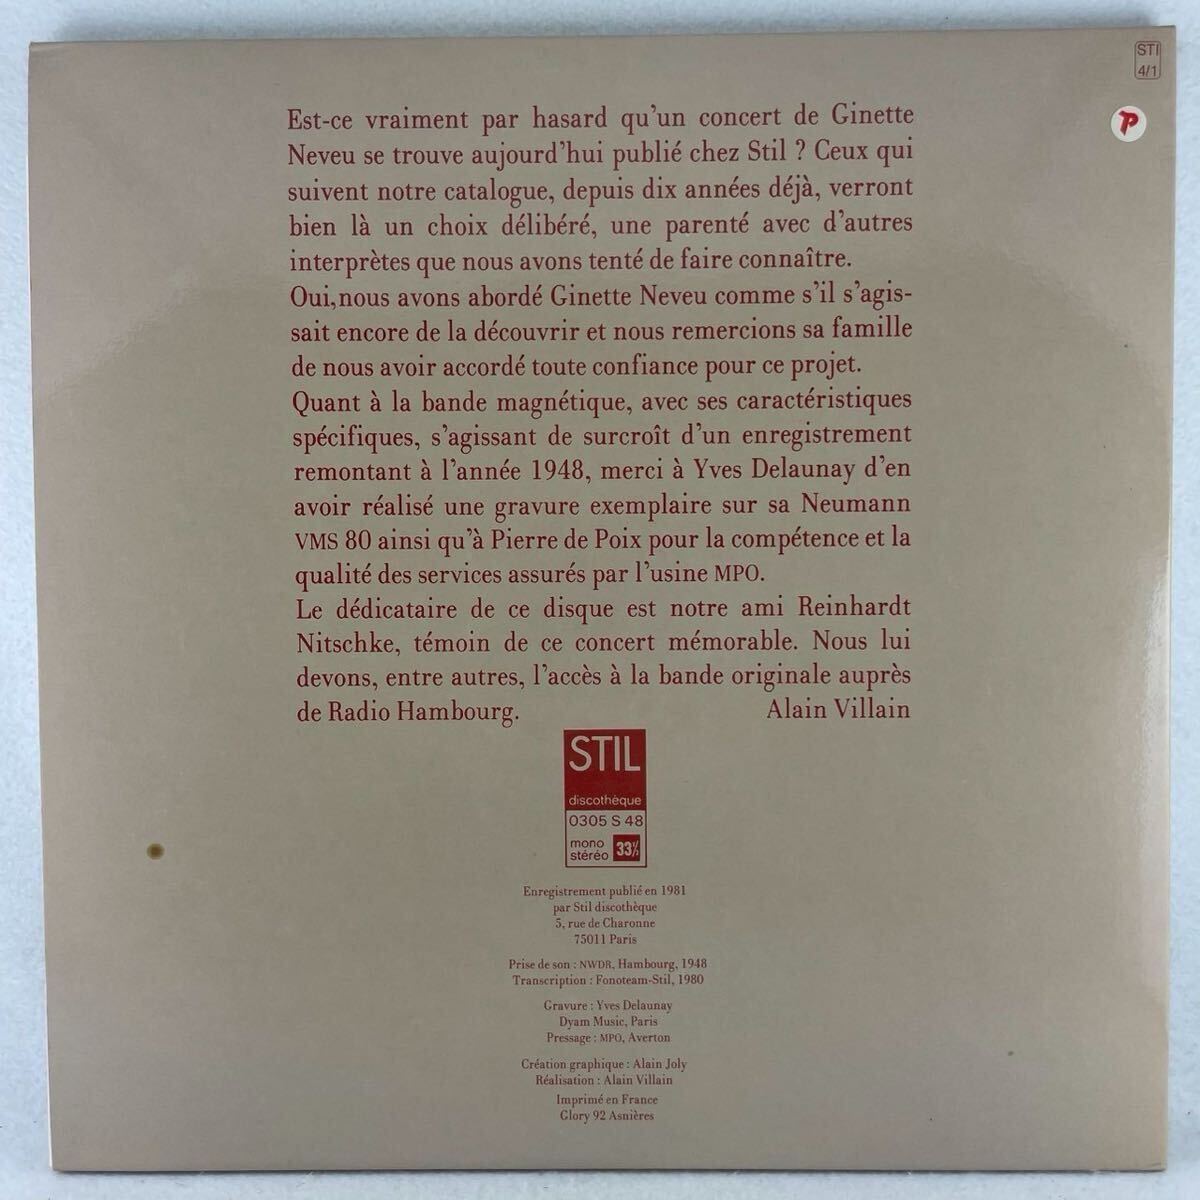 STI
4/1
P
Est-ce vraiment par hasard qu'un concert de Ginette
Neveu se trouve aujourd'hui publié chez Stil ? Ceux qui
suivent notre catalogue, depuis dix années déjà, verront
bien là un choix délibéré, une parenté avec d'autres
interprètes que nous avons tenté de faire connaître.
Oui,nous avons abordé Ginette Neveu comme s'il s'agis-
sait encore de la découvrir et nous remercions sa famille
de nous avoir accordé toute confiance pour ce projet.
Quant à la bande magnétique, avec ses caractéristiques
spécifiques, s'agissant de surcroît d'un enregistrement
remontant à l'année 1948, merci à Yves Delaunay d'en
avoir réalisé une gravure exemplaire sur sa Neumann
VMS 80 ainsi qu'à Pierre de Poix pour la compétence et la
qualité des services assurés par l'usine MPO.
Le dédicataire de ce disque est notre ami Reinhardt
Nitschke, témoin de ce concert mémorable. Nous lui
devons, entre autres, l'accès à la bande originale auprès
de Radio Hambourg. Alain Villain
STIL
discothèque
0305 S 48
mono
stéréo 33⅓
Enregistrement publié en 1981
par Stil discothèque
5, rue de Charonne
75011 Paris
Prise de son : NWDR, Hambourg, 1948
Transcription : Fonoteam-Stil, 1980
Gravure : Yves Delaunay
Dyam Music, Paris
Pressage : MPO, Averton
Création graphique : Alain Joly
Réalisation : Alain Villain
Imprimé en France
Glory 92 Asnières